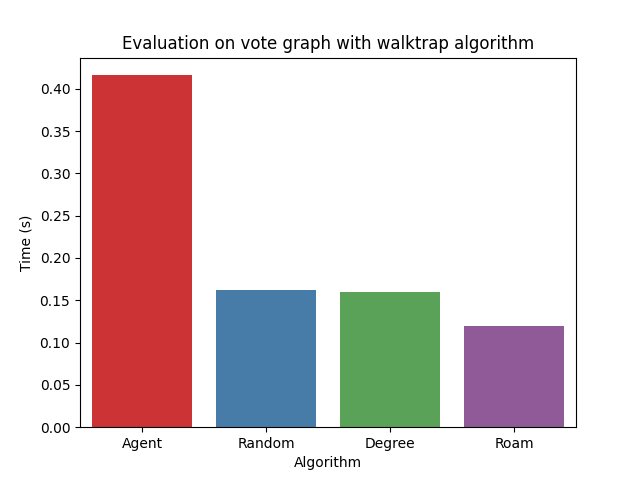 Evaluation on vote graph with walktrap algorithm
Time (s)
0.40
0.35
0.30
0.25
0.20
0.15
0.10
0.05
0.00
Agent Random Degree Roam
Algorithm